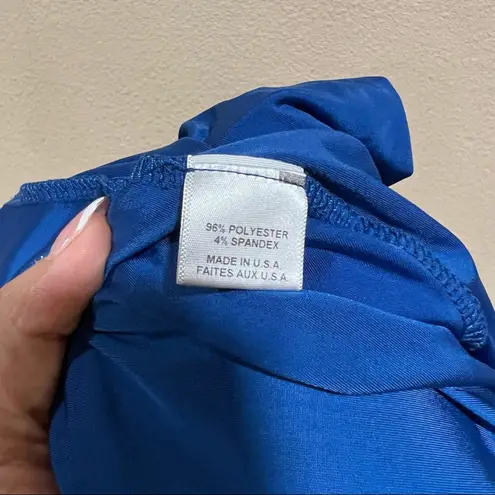 96% POLYESTER
4% SPANDEX
MADE IN U.S.A.
FAITES AUX U.S.A.